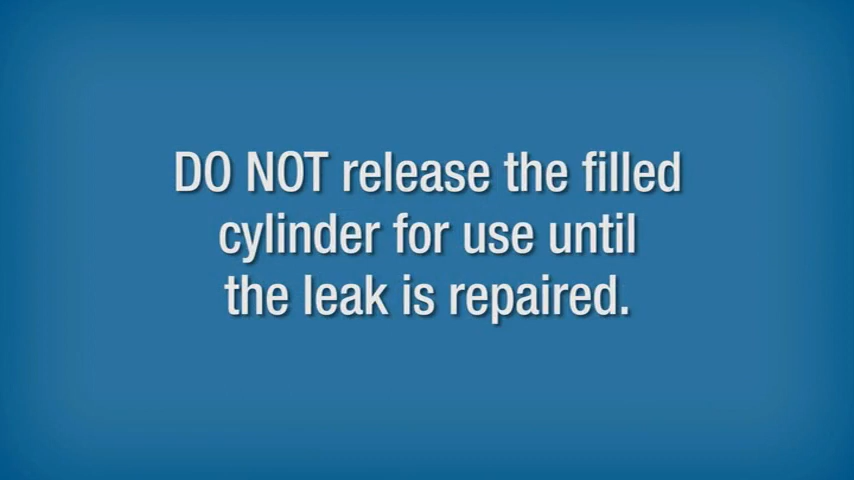 DO NOT release the filled
cylinder for use until
the leak is repaired.